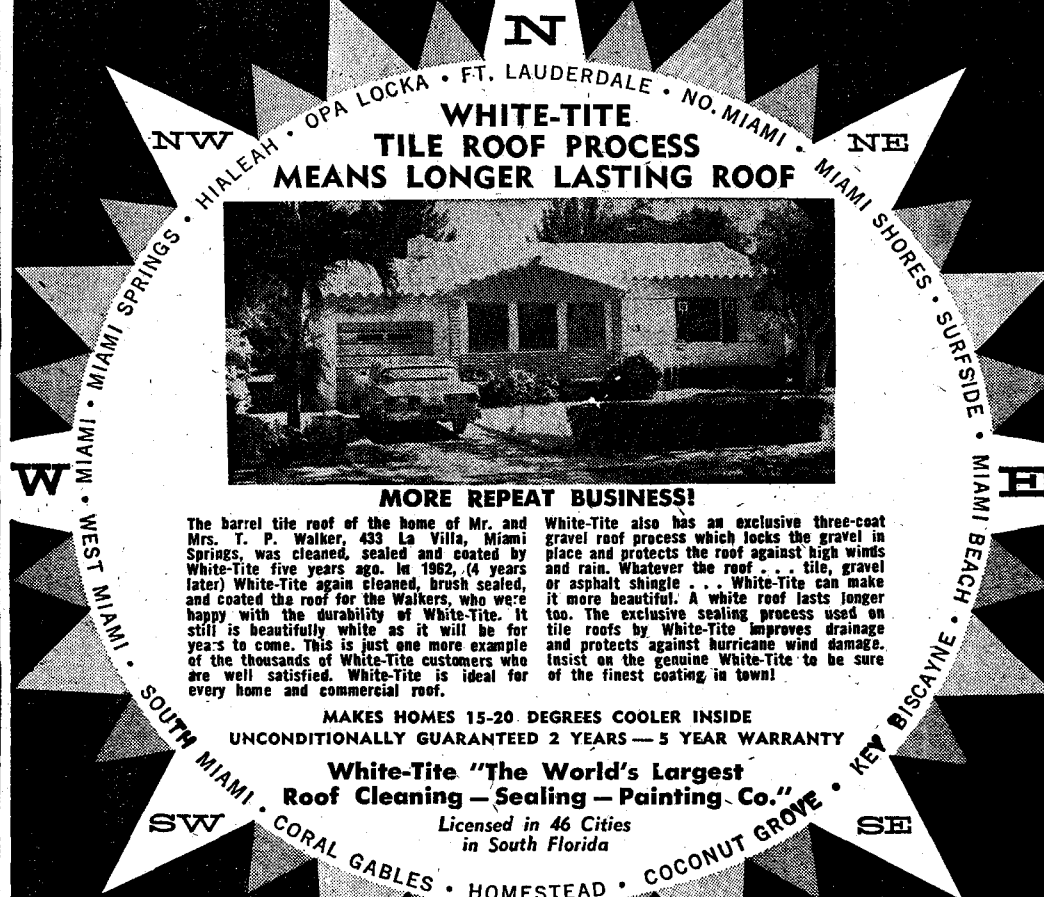 N
NW
NE
W
E
SW
SE
MIAMI • MIAMI SPRINGS • HIALEAH • OPA LOCKA • FT. LAUDERDALE • NO. MIAMI • MIAMI SHORES • SURFSIDE • MIAMI BEACH • KEY BISCAYNE • COCONUT GROVE • HOMESTEAD • CORAL GABLES • SOUTH MIAMI • WEST MIAMI •
WHITE-TITE
TILE ROOF PROCESS
MEANS LONGER LASTING ROOF
MORE REPEAT BUSINESS!
The barrel tile roof of the home of Mr. and
Mrs. T. P. Walker, 433 La Villa, Miami
Springs, was cleaned, sealed and coated by
White-Tite five years ago. In 1962, (4 years
later) White-Tite again cleaned, brush sealed,
and coated the roof for the Walkers, who were
happy with the durability of White-Tite. It
still is beautifully white as it will be for
years to come. This is just one more example
of the thousands of White-Tite customers who
are well satisfied. White-Tite is ideal for
every home and commercial roof.
White-Tite also has an exclusive three-coat
gravel roof process which locks the gravel in
place and protects the roof against high winds
and rain. Whatever the roof . . . tile, gravel
or asphalt shingle . . . White-Tite can make
it more beautiful. A white roof lasts longer
too. The exclusive sealing process used on
tile roofs by White-Tite improves drainage
and protects against hurricane wind damage.
Insist on the genuine White-Tite to be sure
of the finest coating in town!
MAKES HOMES 15-20 DEGREES COOLER INSIDE
UNCONDITIONALLY GUARANTEED 2 YEARS — 5 YEAR WARRANTY
White-Tite "The World's Largest
Roof Cleaning — Sealing — Painting Co."
Licensed in 46 Cities
in South Florida